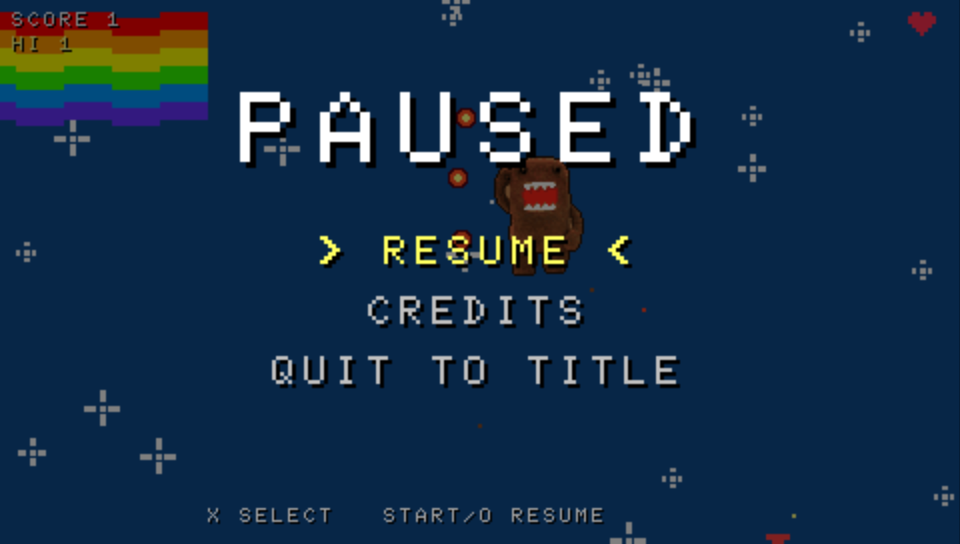 SCORE 1
HI 1
PAUSED
> RESUME <
CREDITS
QUIT TO TITLE
X SELECT START/O RESUME